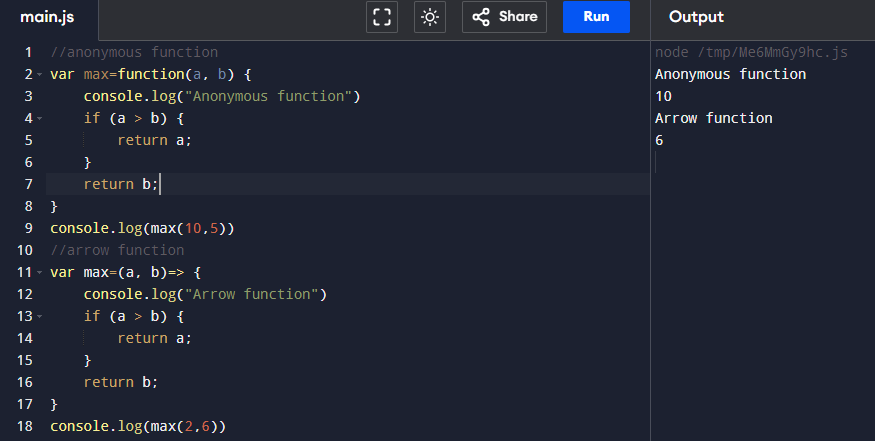 main.js
Share
Run
Output
1 //anonymous function
2 var max=function(a, b) {
3     console.log("Anonymous function")
4     if (a > b) {
5         return a;
6     }
7     return b;
8 }
9 console.log(max(10,5))
10 //arrow function
11 var max=(a, b)=> {
12     console.log("Arrow function")
13     if (a > b) {
14         return a;
15     }
16     return b;
17 }
18 console.log(max(2,6))
node /tmp/Me6MmGy9hc.js
Anonymous function
10
Arrow function
6